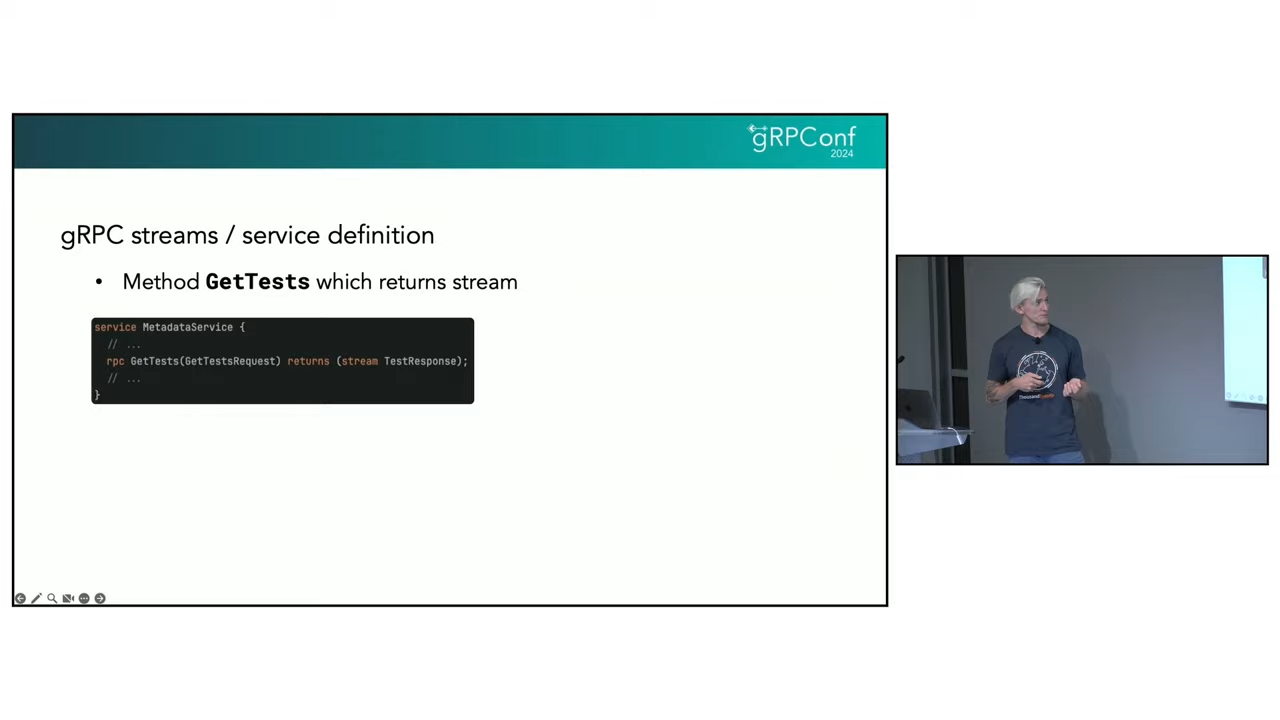 gRPConf
2024
gRPC streams / service definition
• Method GetTests which returns stream
service MetadataService {
// ...
rpc GetTests(GetTestsRequest) returns (stream TestResponse);
// ...
}
ThousandEyes